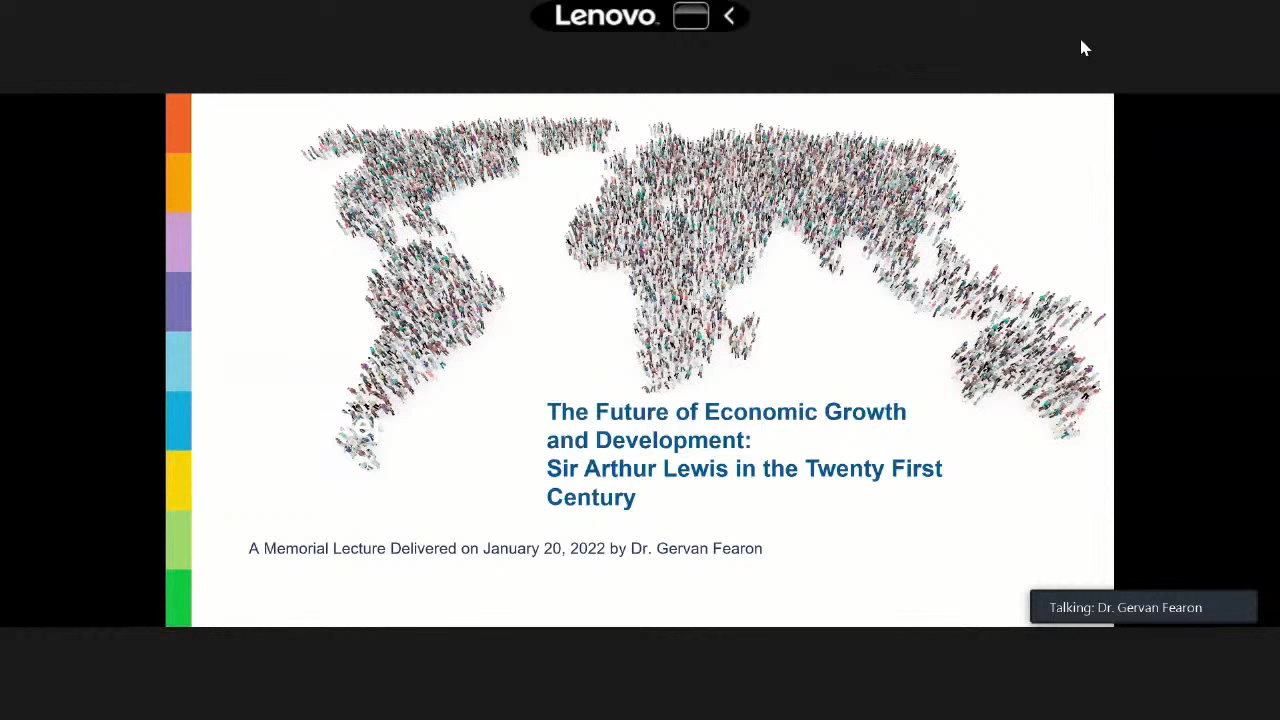 Lenovo
The Future of Economic Growth
and Development:
Sir Arthur Lewis in the Twenty First
Century
A Memorial Lecture Delivered on January 20, 2022 by Dr. Gervan Fearon
Talking: Dr. Gervan Fearon